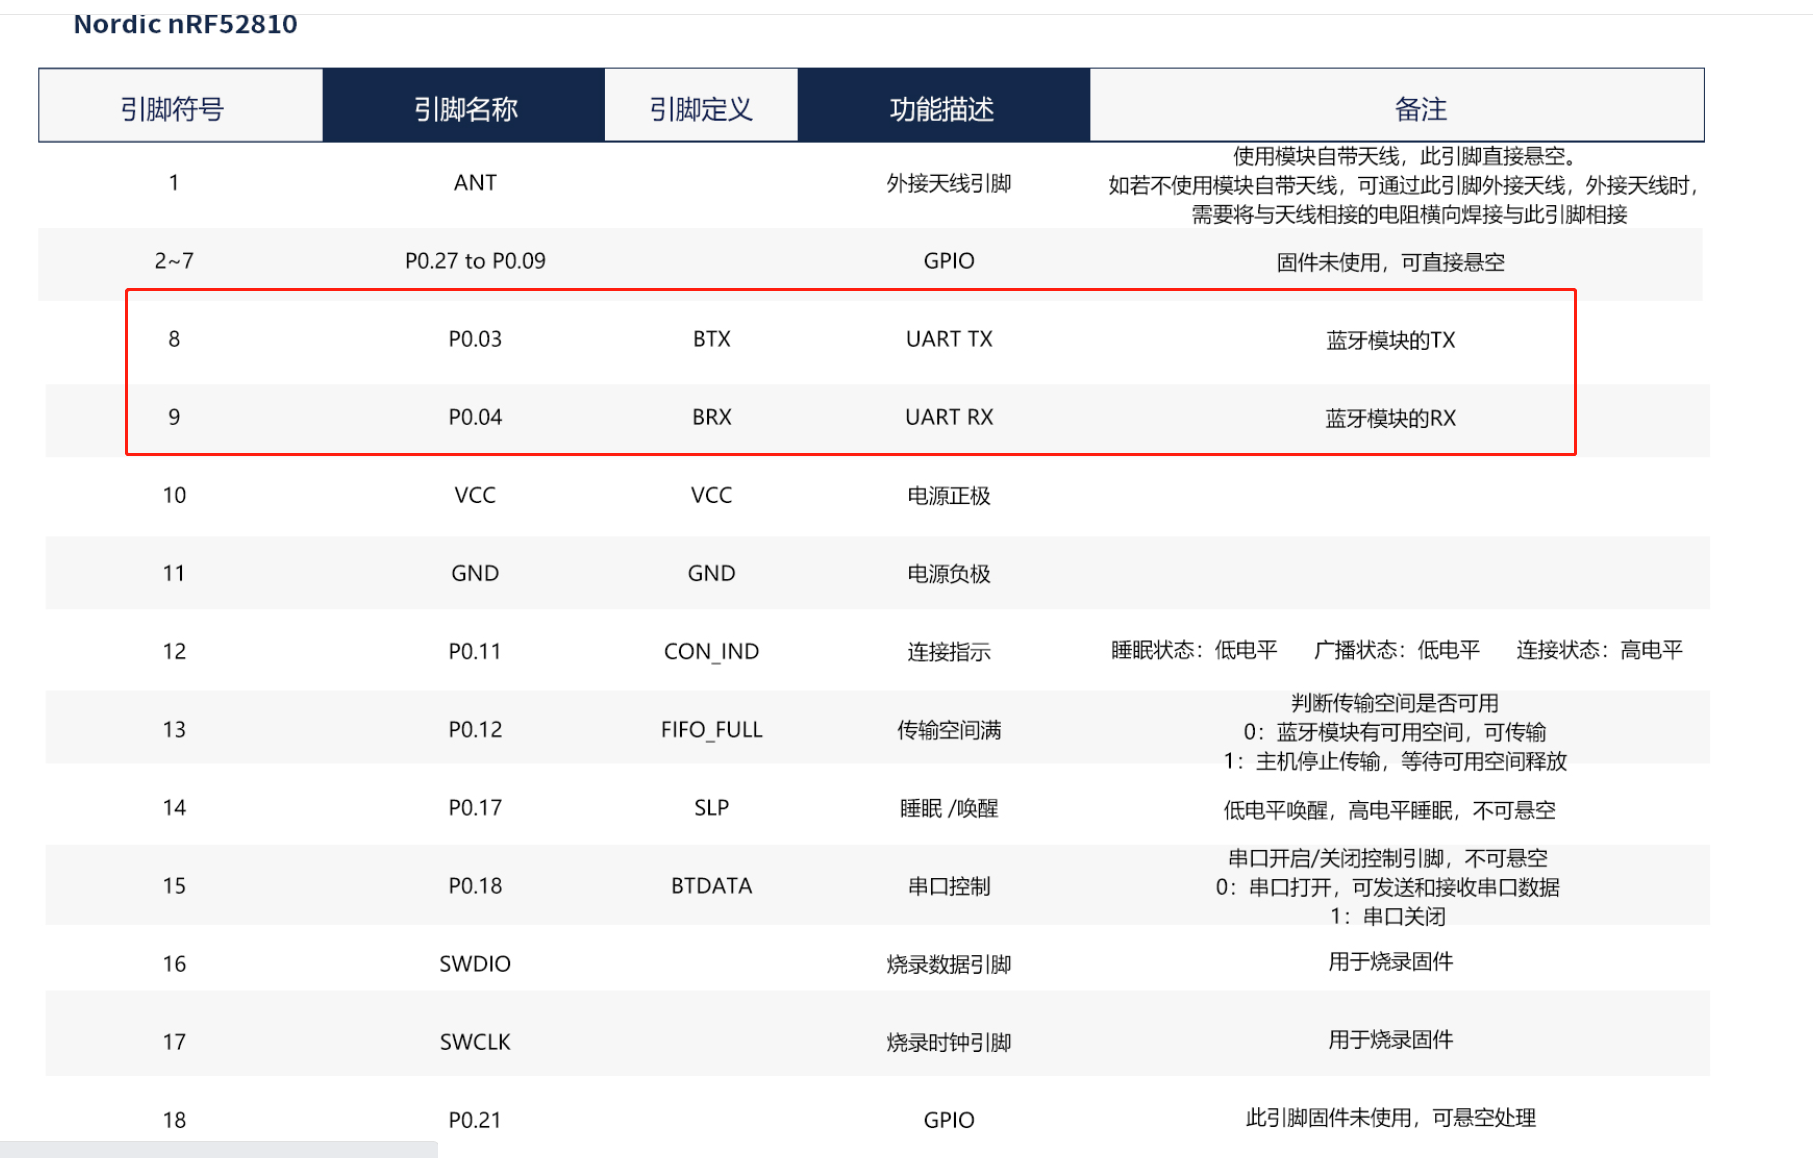 Nordic nRF52810
引脚符号 引脚名称 引脚定义 功能描述 备注
1 ANT 外接天线引脚 使用模块自带天线，此引脚直接悬空。
如若不使用模块自带天线，可通过此引脚外接天线，外接天线时，
需要将与天线相接的电阻横向焊接与此引脚相接
2~7 P0.27 to P0.09 GPIO 固件未使用，可直接悬空
8 P0.03 BTX UART TX 蓝牙模块的TX
9 P0.04 BRX UART RX 蓝牙模块的RX
10 VCC VCC 电源正极
11 GND GND 电源负极
12 P0.11 CON_IND 连接指示 睡眠状态：低电平 广播状态：低电平 连接状态：高电平
13 P0.12 FIFO_FULL 传输空间满 判断传输空间是否可用
0：蓝牙模块有可用空间，可传输
1：主机停止传输，等待可用空间释放
14 P0.17 SLP 睡眠 /唤醒 低电平唤醒，高电平睡眠，不可悬空
15 P0.18 BTDATA 串口控制 串口开启/关闭控制引脚，不可悬空
0：串口打开，可发送和接收串口数据
1：串口关闭
16 SWDIO 烧录数据引脚 用于烧录固件
17 SWCLK 烧录时钟引脚 用于烧录固件
18 P0.21 GPIO 此引脚固件未使用，可悬空处理